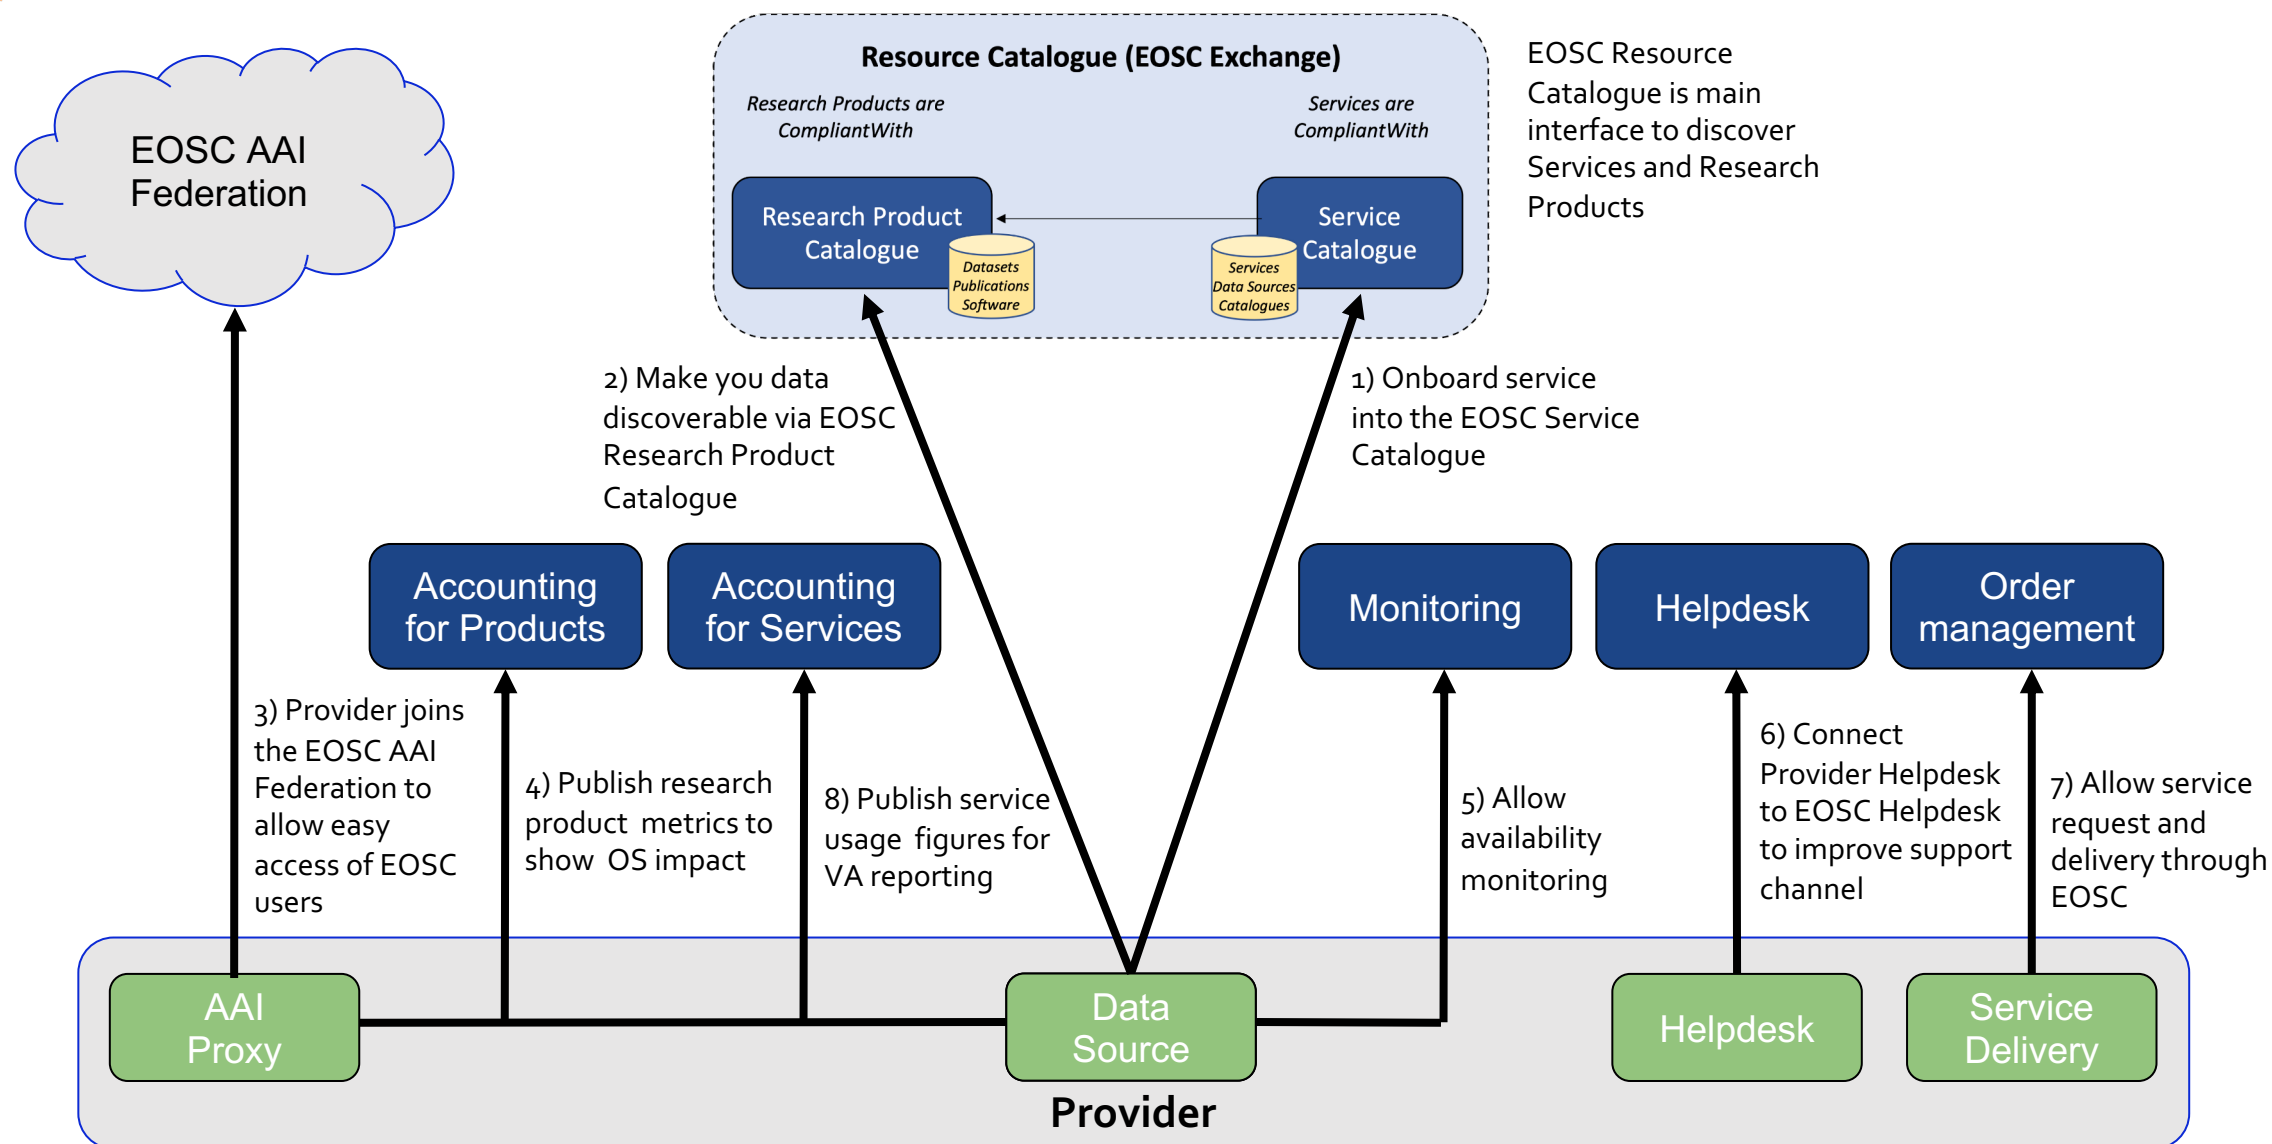 EOSC AAI
Federation
Resource Catalogue (EOSC Exchange)
Research Products are
CompliantWith
Services are
CompliantWith
Research Product
Catalogue
Datasets
Publications
Software
Service
Catalogue
Services
Data Sources
Catalogues
EOSC Resource
Catalogue is main
interface to discover
Services and Research
Products
2) Make you data
discoverable via EOSC
Research Product
Catalogue
1) Onboard service
into the EOSC Service
Catalogue
Accounting
for Products
Accounting
for Services
Monitoring
Helpdesk
Order
management
3) Provider joins
the EOSC AAI
Federation to
allow easy
access of EOSC
users
4) Publish research
product metrics to
show OS impact
8) Publish service
usage figures for
VA reporting
5) Allow
availability
monitoring
6) Connect
Provider Helpdesk
to EOSC Helpdesk
to improve support
channel
7) Allow service
request and
delivery through
EOSC
AAI
Proxy
Data
Source
Helpdesk
Service
Delivery
Provider